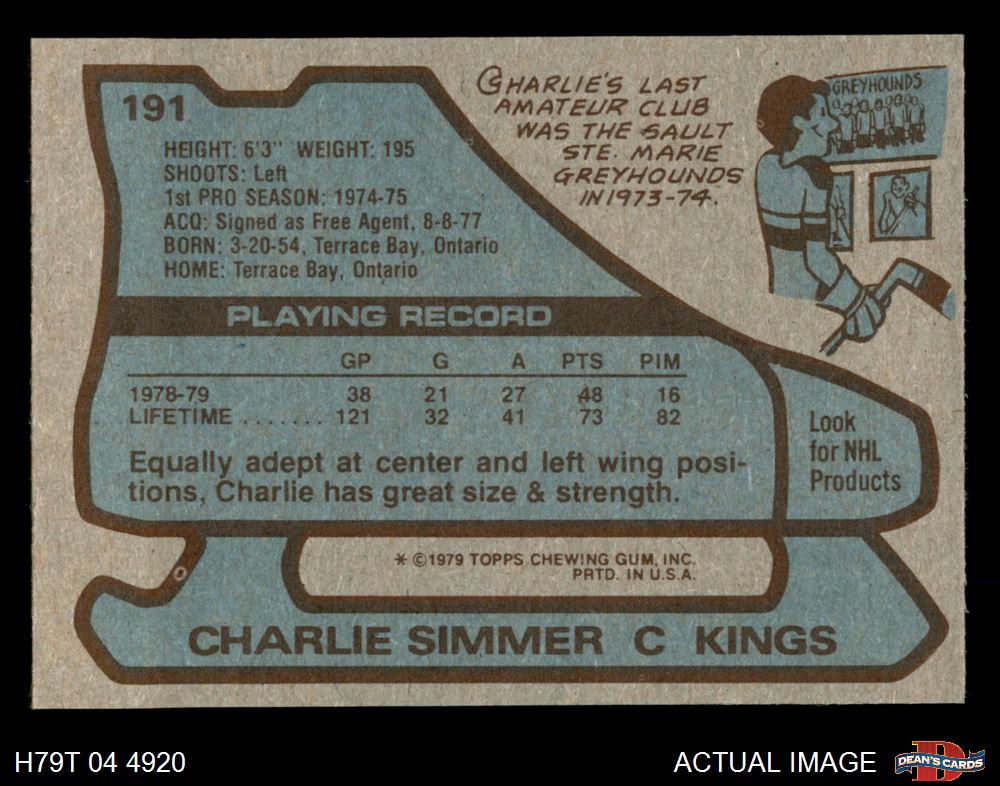 191
HEIGHT: 6'3" WEIGHT: 195
SHOOTS: Left
1st PRO SEASON: 1974-75
ACQ: Signed as Free Agent, 8-8-77
BORN: 3-20-54, Terrace Bay, Ontario
HOME: Terrace Bay, Ontario
CHARLIE'S LAST
AMATEUR CLUB
WAS THE SAULT
STE. MARIE
GREYHOUNDS
IN 1973-74.
GREYHOUNDS
PLAYING RECORD
GP G A PTS PIM
1978-79 38 21 27 48 16
LIFETIME ....... 121 32 41 73 82
Equally adept at center and left wing posi-
tions, Charlie has great size & strength.
Look
for NHL
Products
* ©1979 TOPPS CHEWING GUM, INC.
PRTD. IN U.S.A.
CHARLIE SIMMER C KINGS
H79T 04 4920
ACTUAL IMAGE
D
DEAN'S CARDS